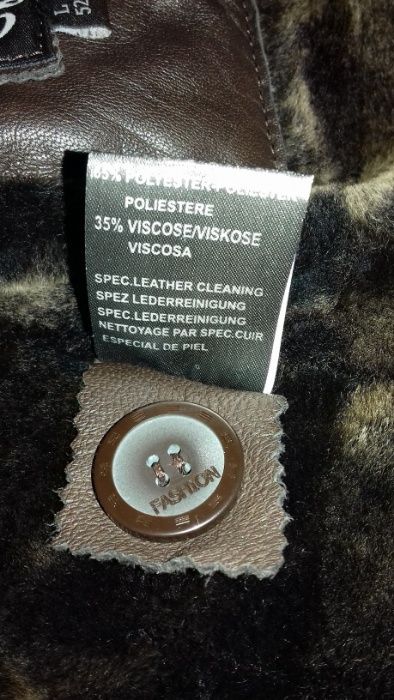 L
52
65% POLYESTER-POLIESTER
POLIESTERE
35% VISCOSE/VISKOSE
VISCOSA
SPEC.LEATHER CLEANING
SPEZ LEDERREINIGUNG
SPEC.LEDERREINIGUNG
NETTOYAGE PAR SPEC.CUIR
ESPECIAL DE PIEL
FASHION